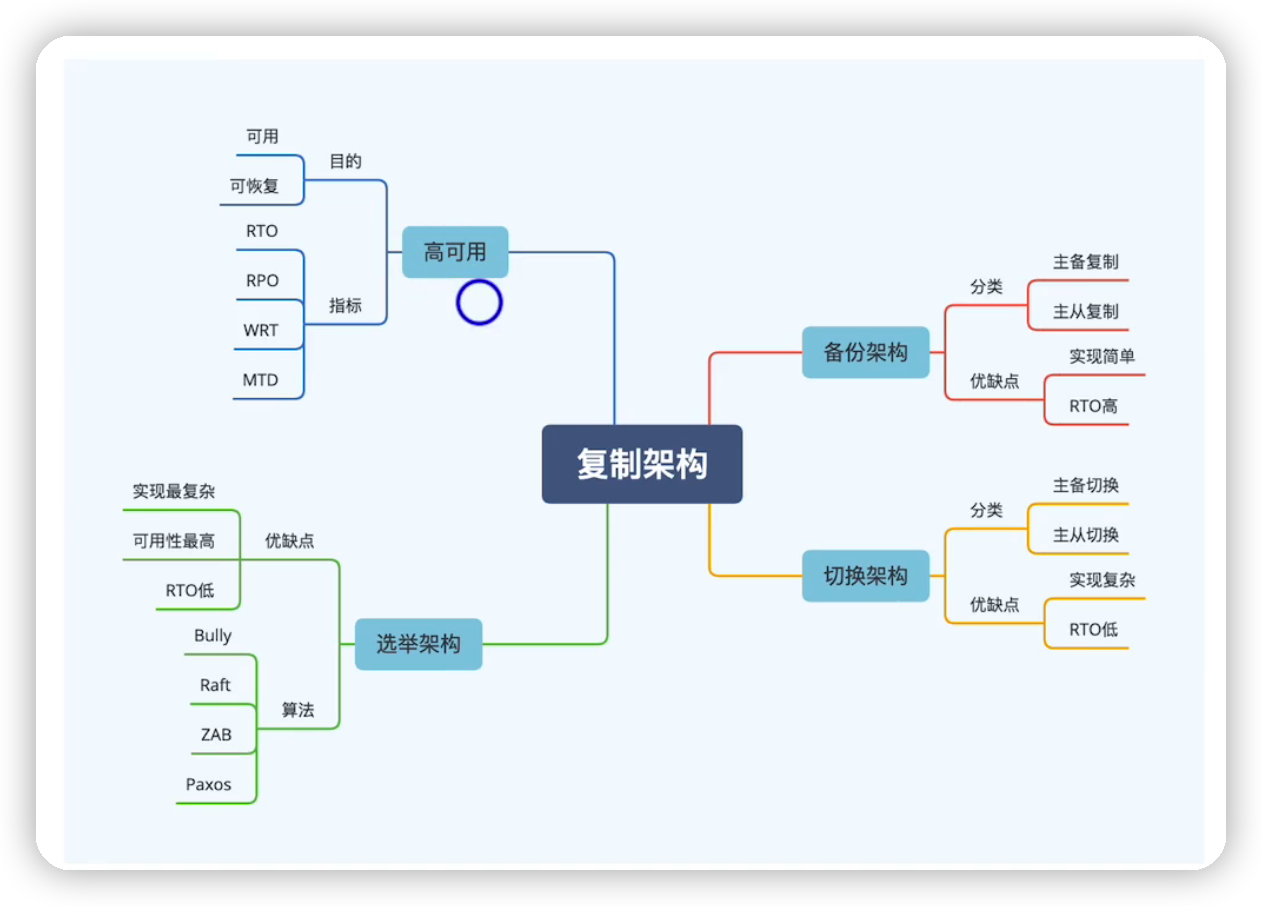 复制架构
高可用
目的
可用
可恢复
指标
RTO
RPO
WRT
MTD
备份架构
分类
主备复制
主从复制
优缺点
实现简单
RTO高
切换架构
分类
主备切换
主从切换
优缺点
实现复杂
RTO低
选举架构
优缺点
实现最复杂
可用性最高
RTO低
算法
Bully
Raft
ZAB
Paxos